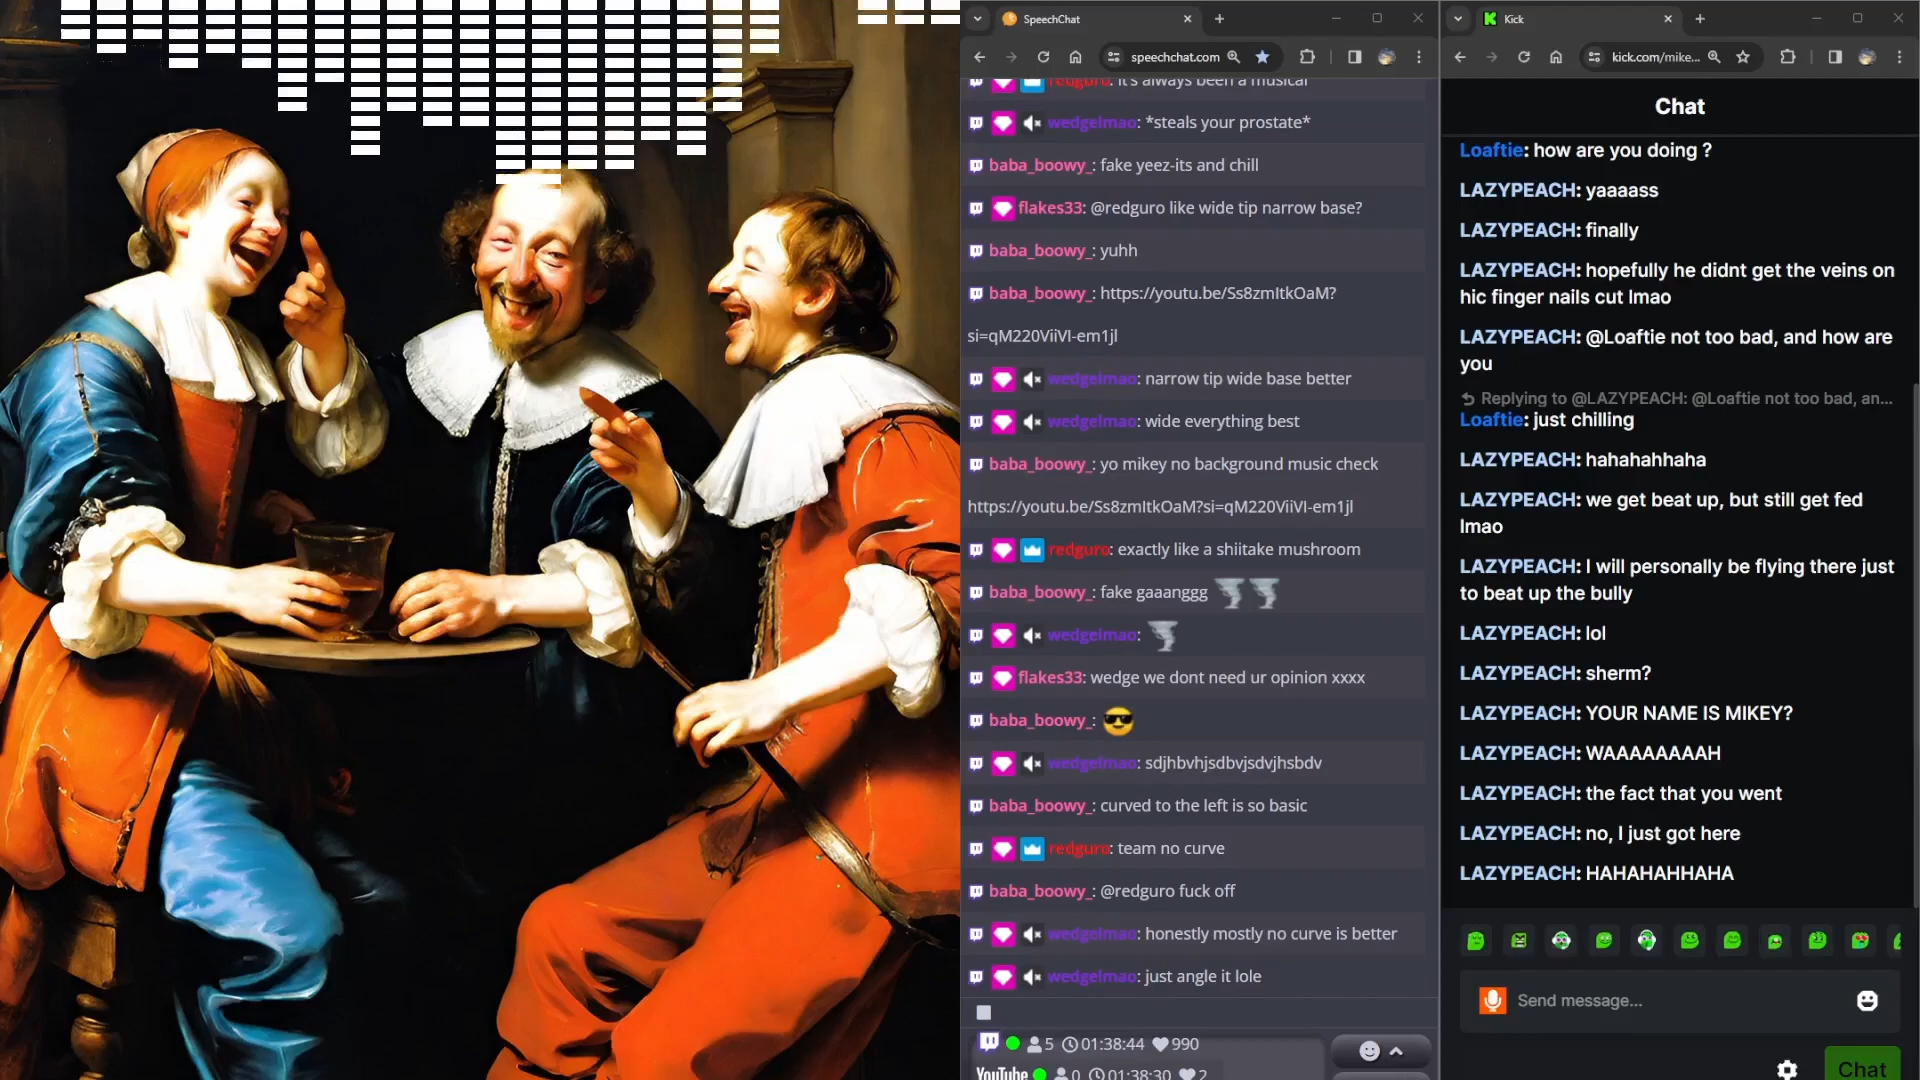 SpeechChat
speechchat.com
redguro: it's always been a musical
wedgelmao: *steals your prostate*
baba_boowy_: fake yeez-its and chill
flakes33: @redguro like wide tip narrow base?
baba_boowy_: yuhh
baba_boowy_: https://youtu.be/Ss8zmItkOaM?
si=qM220ViiVI-em1jl
wedgelmao: narrow tip wide base better
wedgelmao: wide everything best
baba_boowy_: yo mikey no background music check
https://youtu.be/Ss8zmItkOaM?si=qM220ViiVI-em1jl
redguro: exactly like a shiitake mushroom
baba_boowy_: fake gaaanggg
wedgelmao:
flakes33: wedge we dont need ur opinion xxxx
baba_boowy_:
wedgelmao: sdjhbvhjsdbvjsdvjhsbdv
baba_boowy_: curved to the left is so basic
redguro: team no curve
baba_boowy_: @redguro fuck off
wedgelmao: honestly mostly no curve is better
wedgelmao: just angle it lole
5 01:38:44 990
YouTube 0 01:38:30 2
Kick
kick.com/mike...
Chat
Loaftie: how are you doing ?
LAZYPEACH: yaaaass
LAZYPEACH: finally
LAZYPEACH: hopefully he didnt get the veins on
hic finger nails cut lmao
LAZYPEACH: @Loaftie not too bad, and how are
you
Replying to @LAZYPEACH: @Loaftie not too bad, an...
Loaftie: just chilling
LAZYPEACH: hahahahhaha
LAZYPEACH: we get beat up, but still get fed
lmao
LAZYPEACH: I will personally be flying there just
to beat up the bully
LAZYPEACH: lol
LAZYPEACH: sherm?
LAZYPEACH: YOUR NAME IS MIKEY?
LAZYPEACH: WAAAAAAAAH
LAZYPEACH: the fact that you went
LAZYPEACH: no, I just got here
LAZYPEACH: HAHAHAHHAHA
Send message...
Chat